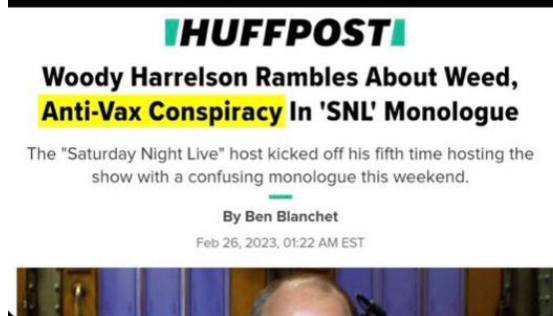 HUFFPOST
Woody Harrelson Rambles About Weed,
Anti-Vax Conspiracy In 'SNL' Monologue
The "Saturday Night Live" host kicked off his fifth time hosting the
show with a confusing monologue this weekend.
By Ben Blanchet
Feb 26, 2023, 01:22 AM EST